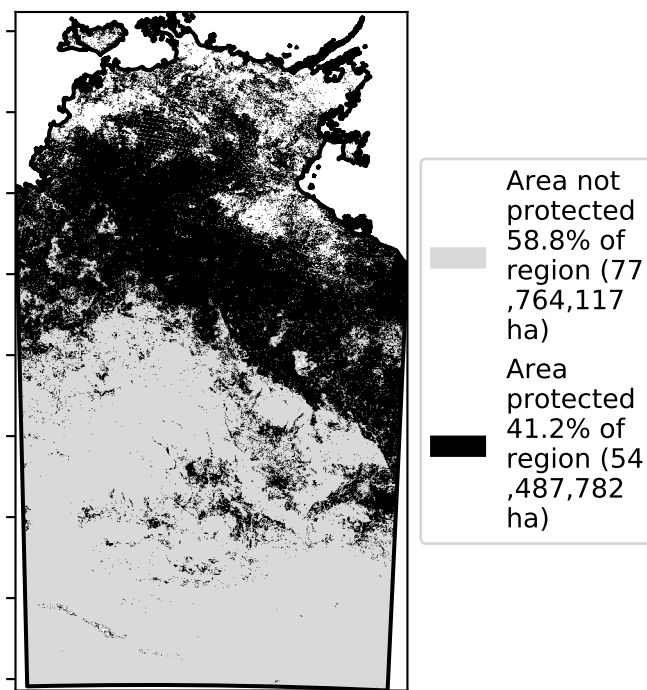 Area not
protected
58.8% of
region (77
,764,117
ha)
Area
protected
41.2% of
region (54
,487,782
ha)